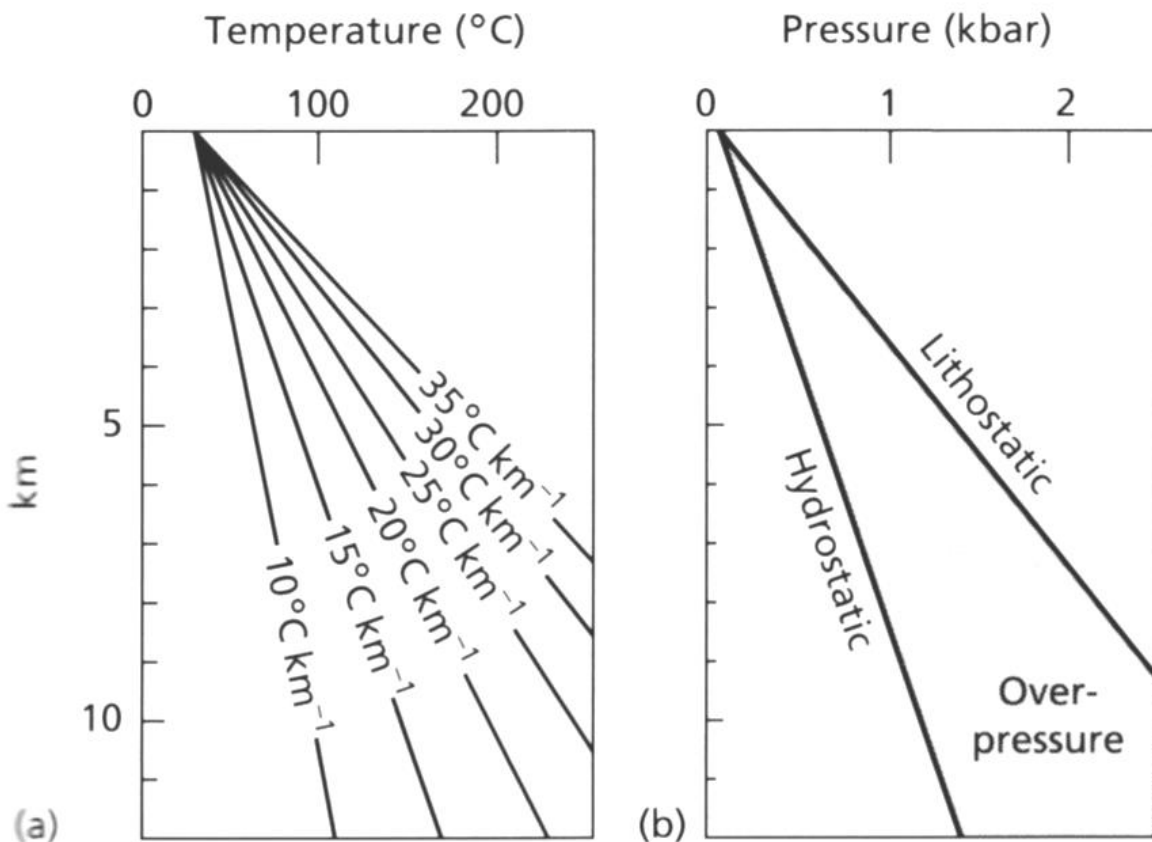 Temperature (°C)
0 100 200
km
5
10
35°C km⁻¹
30°C km⁻¹
25°C km⁻¹
20°C km⁻¹
15°C km⁻¹
10°C km⁻¹
(a)
Pressure (kbar)
0 1 2
Lithostatic
Hydrostatic
Over-
pressure
(b)